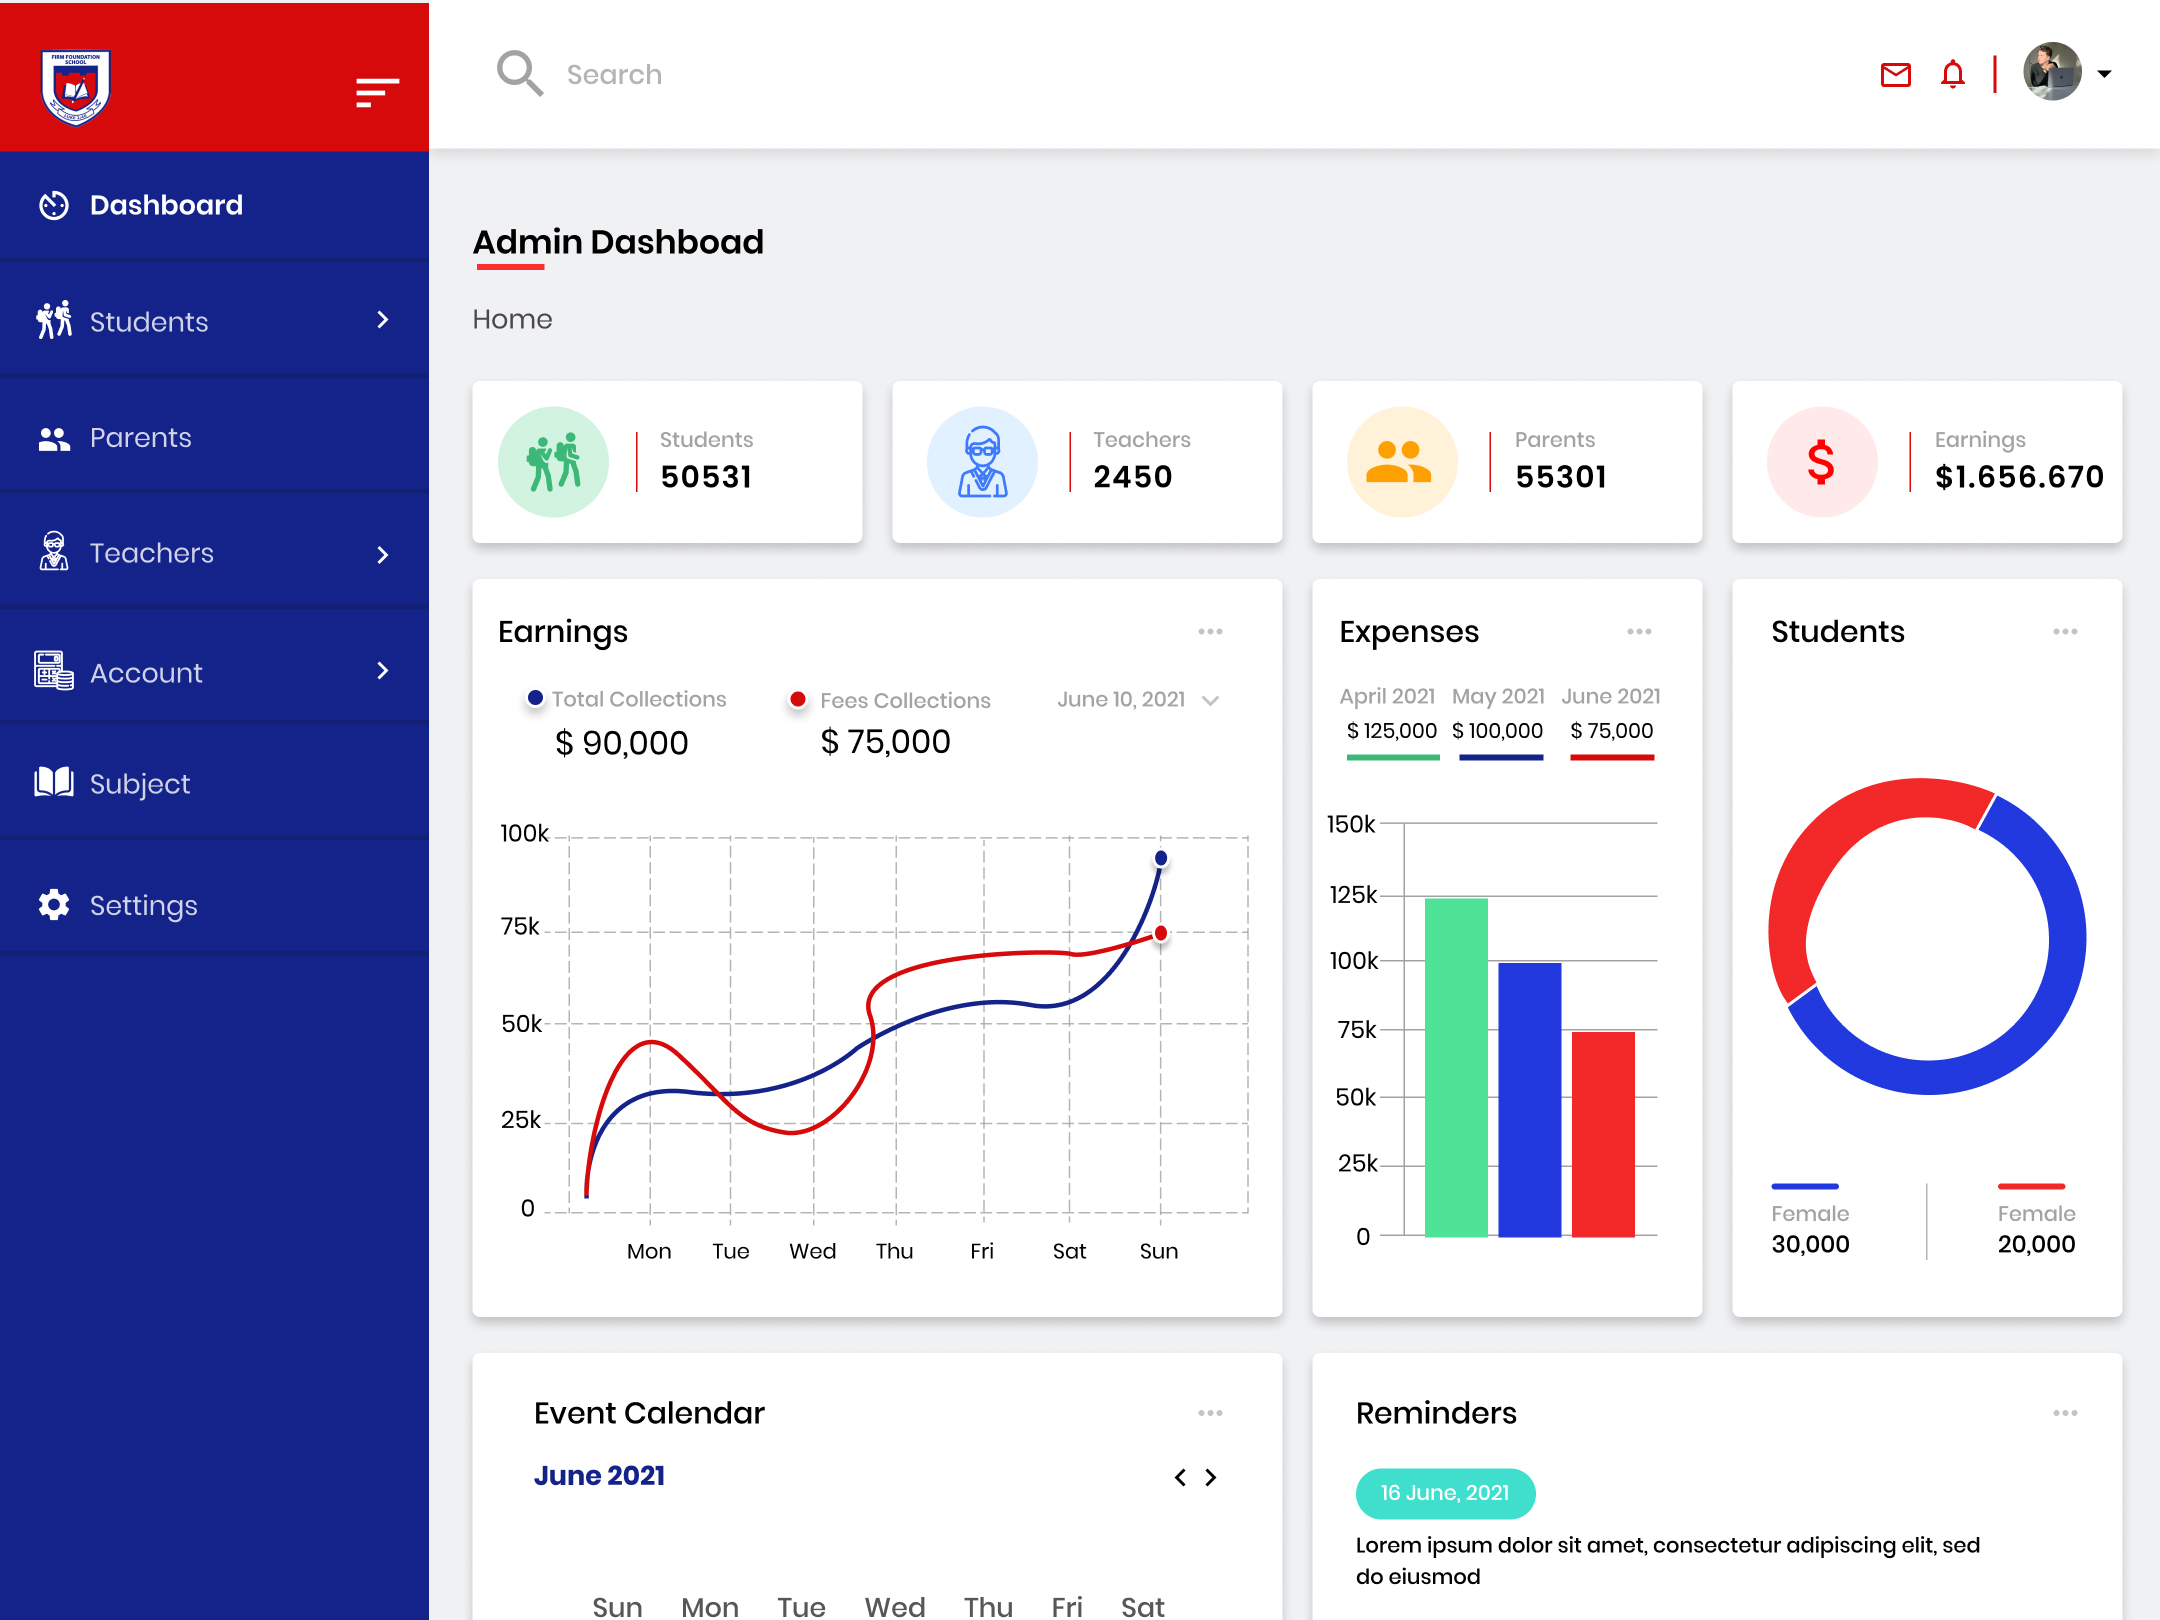 FIRM FOUNDATION
SCHOOL
Search
Dashboard
Students
Parents
Teachers
Account
Subject
Settings
Admin Dashboad
Home
Students
50531
Teachers
2450
Parents
55301
Earnings
$1.656.670
Earnings
Total Collections
$ 90,000
Fees Collections
$ 75,000
June 10, 2021
100k
75k
50k
25k
0
Mon Tue Wed Thu Fri Sat Sun
Expenses
April 2021 May 2021 June 2021
$ 125,000 $ 100,000 $ 75,000
150k
125k
100k
75k
50k
25k
0
Students
Female
30,000
Female
20,000
Event Calendar
June 2021
Sun Mon Tue Wed Thu Fri Sat
Reminders
16 June, 2021
Lorem ipsum dolor sit amet, consectetur adipiscing elit, sed
do eiusmod